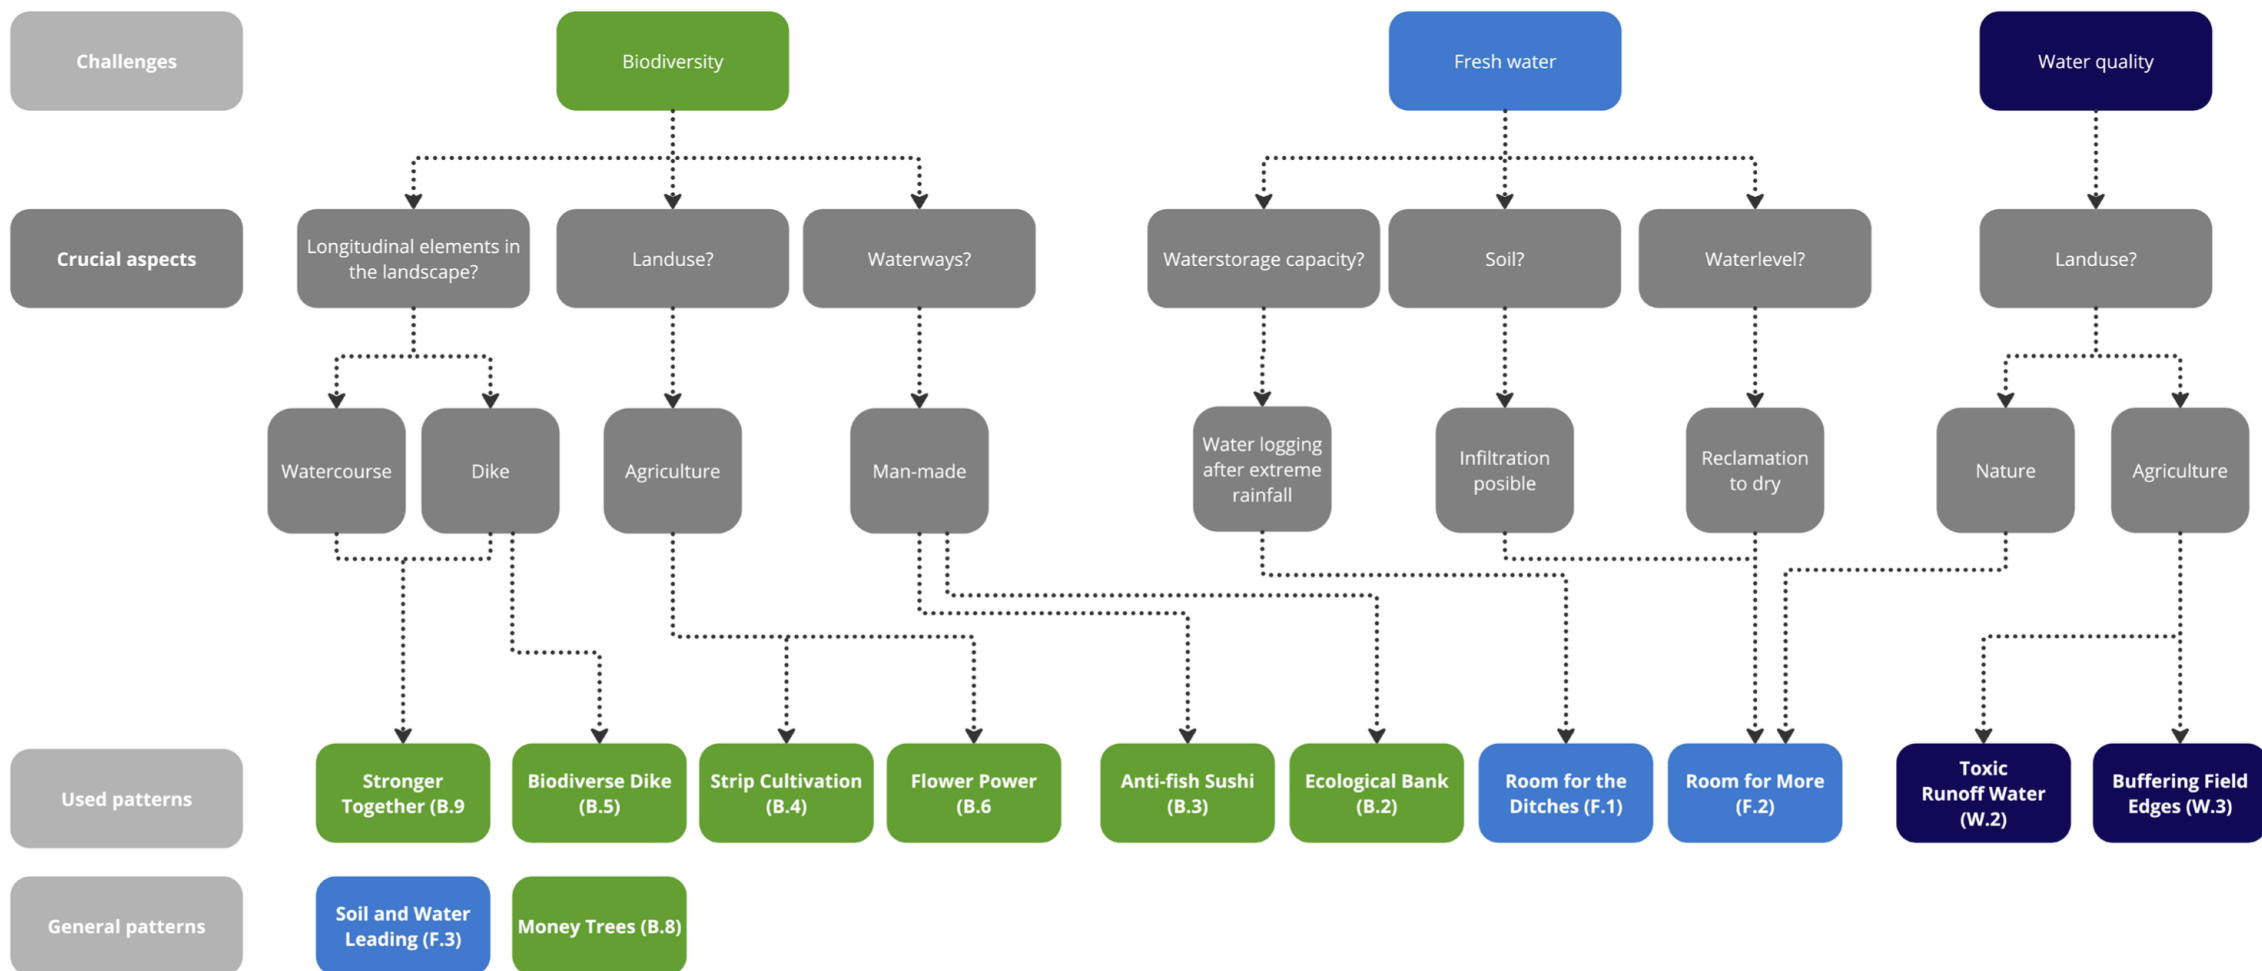 Challenges
Biodiversity
Fresh water
Water quality
Crucial aspects
Longitudinal elements in
the landscape?
Landuse?
Waterways?
Waterstorage capacity?
Soil?
Waterlevel?
Landuse?
Watercourse
Dike
Agriculture
Man-made
Water logging
after extreme
rainfall
Infiltration
posible
Reclamation
to dry
Nature
Agriculture
Used patterns
Stronger
Together (B.9
Biodiverse Dike
(B.5)
Strip Cultivation
(B.4)
Flower Power
(B.6
Anti-fish Sushi
(B.3)
Ecological Bank
(B.2)
Room for the
Ditches (F.1)
Room for More
(F.2)
Toxic
Runoff Water
(W.2)
Buffering Field
Edges (W.3)
General patterns
Soil and Water
Leading (F.3)
Money Trees (B.8)